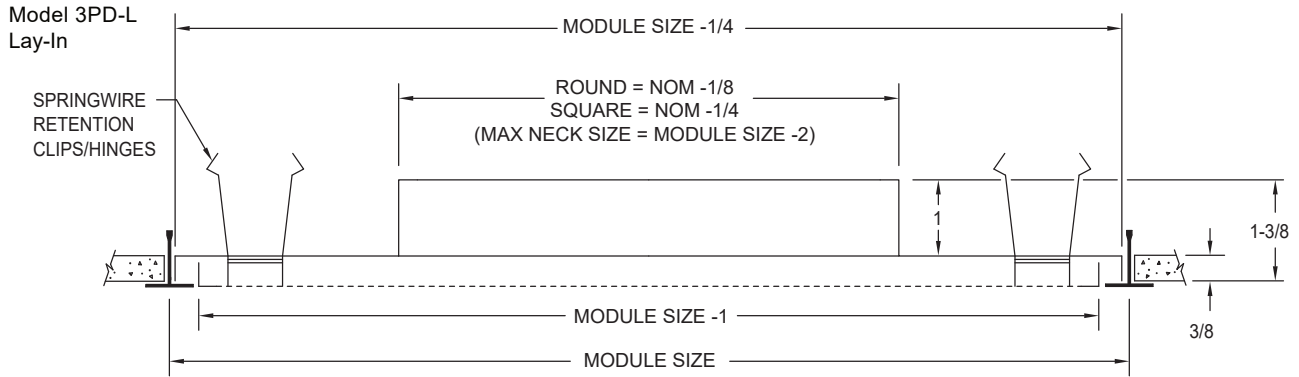 Model 3PD-L
Lay-In
MODULE SIZE -1/4
ROUND = NOM -1/8
SQUARE = NOM -1/4
(MAX NECK SIZE = MODULE SIZE -2)
SPRINGWIRE
RETENTION
CLIPS/HINGES
1
1-3/8
3/8
MODULE SIZE -1
MODULE SIZE